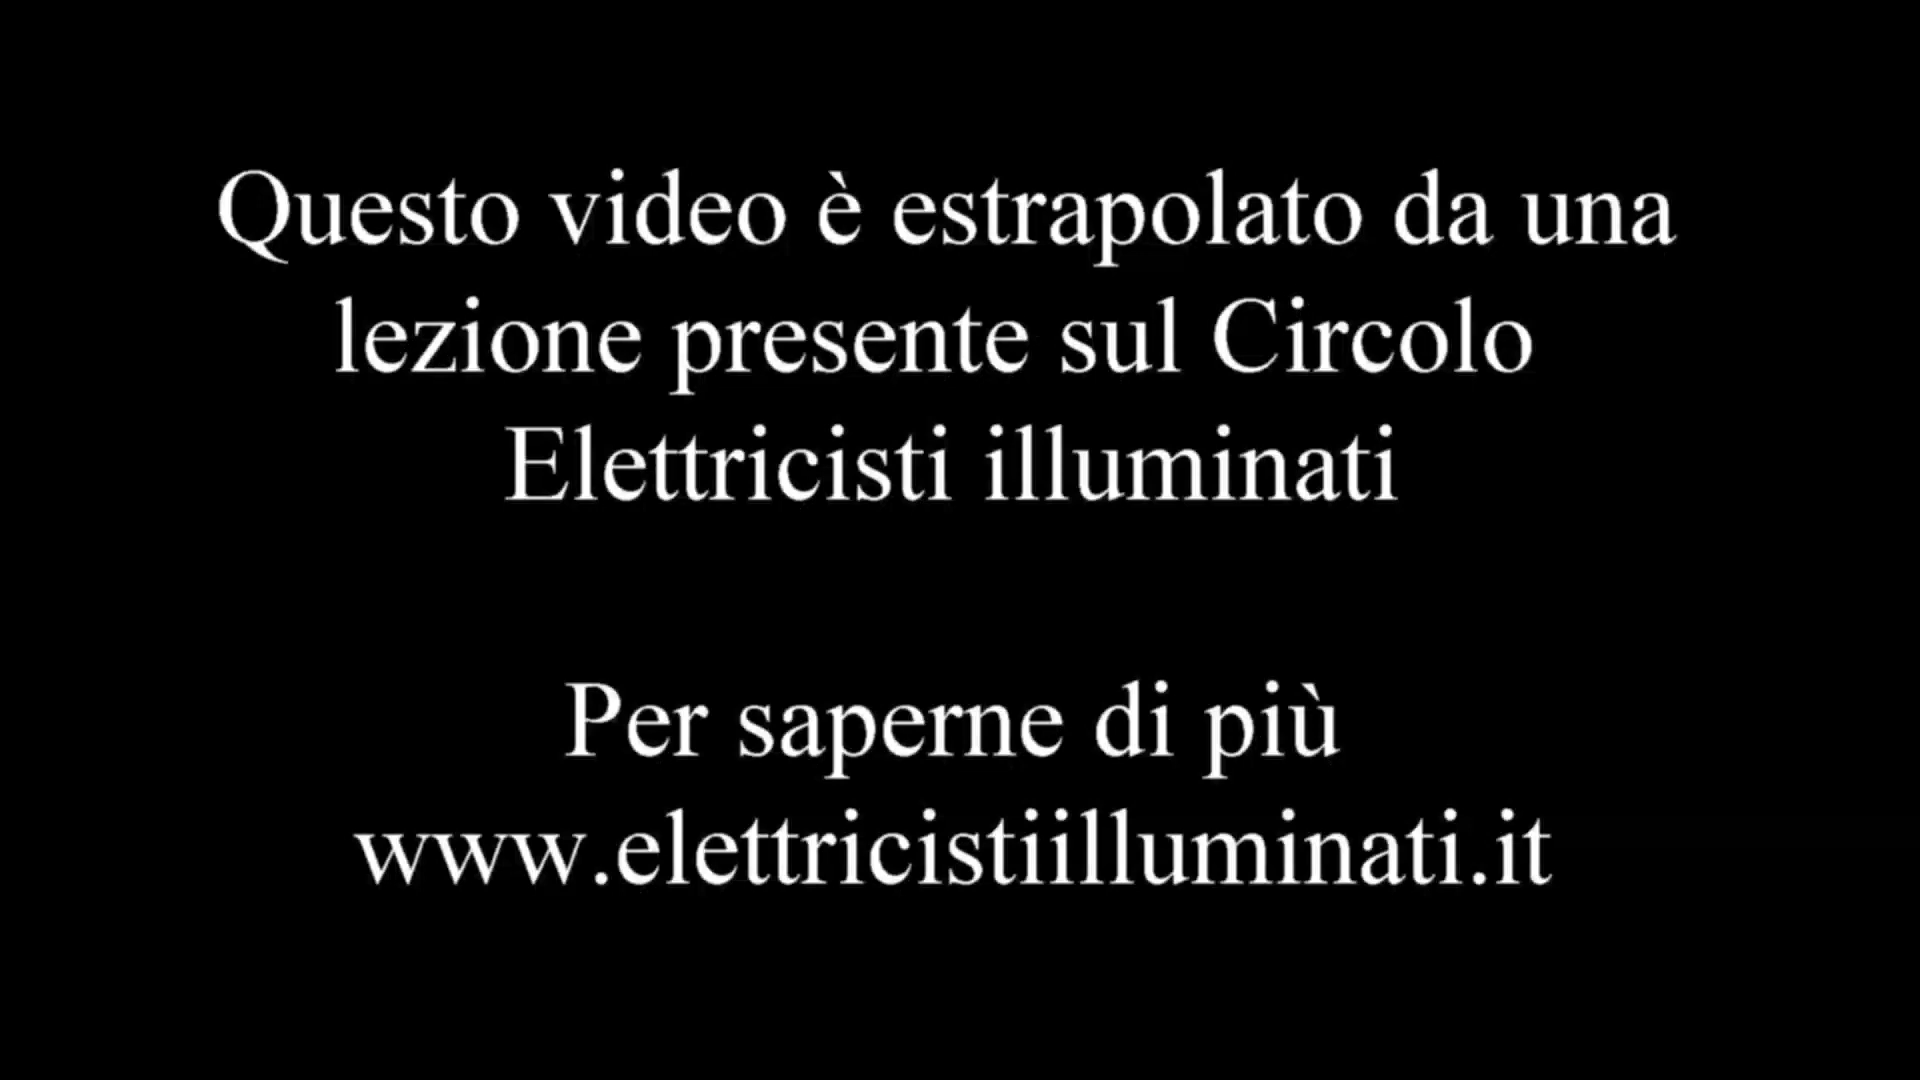 Questo video è estrapolato da una
lezione presente sul Circolo
Elettricisti illuminati
Per saperne di più
www.elettricistiilluminati.it